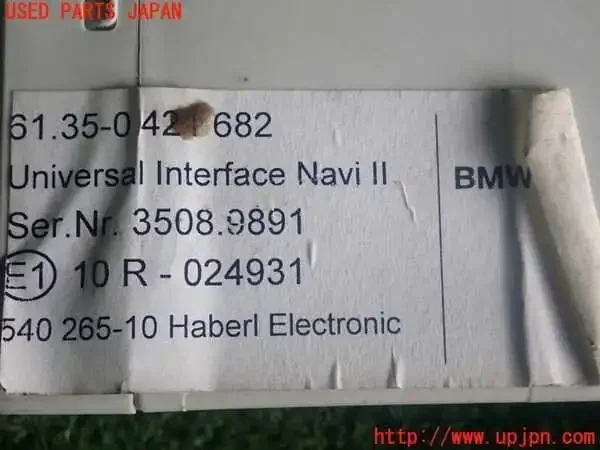 USED PARTS JAPAN
61.35-0 421 682
Universal Interface Navi II
BMW
Ser.Nr. 3508.9891
E1 10 R - 024931
540 265-10 Haberl Electronic
http://www.upjpn.com/